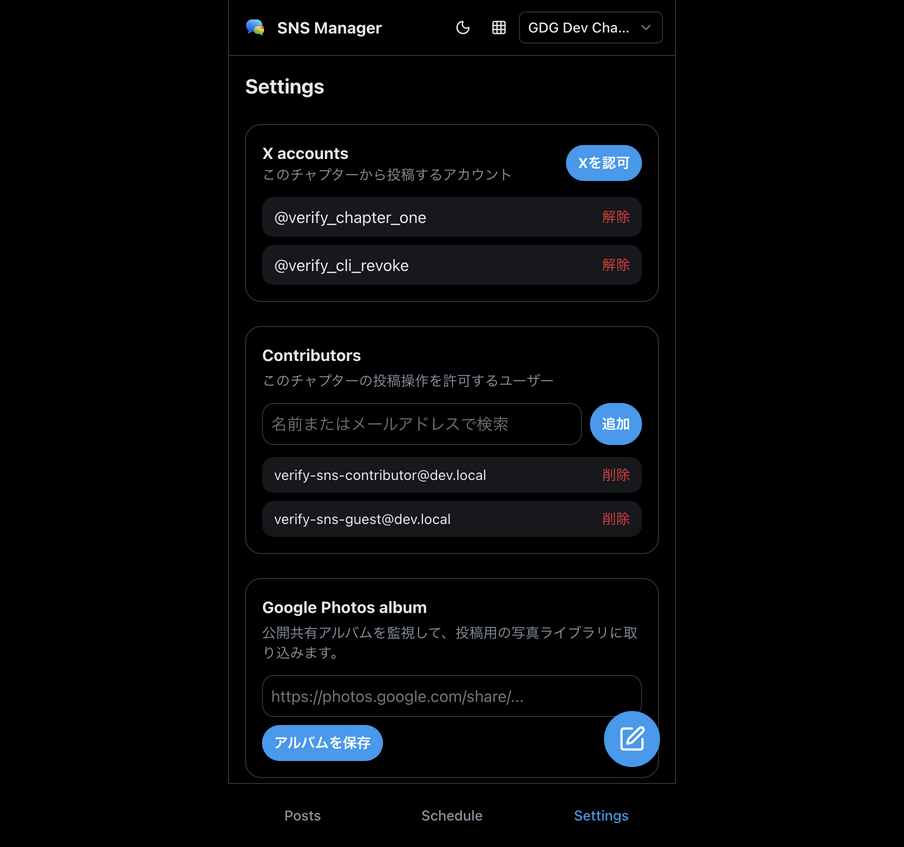 SNS Manager
GDG Dev Cha...
Settings
X accounts
このチャプターから投稿するアカウント
Xを認可
@verify_chapter_one
解除
@verify_cli_revoke
解除
Contributors
このチャプターの投稿操作を許可するユーザー
名前またはメールアドレスで検索
追加
verify-sns-contributor@dev.local
削除
verify-sns-guest@dev.local
削除
Google Photos album
公開共有アルバムを監視して、投稿用の写真ライブラリに取
り込みます。
https://photos.google.com/share/...
アルバムを保存
Posts
Schedule
Settings